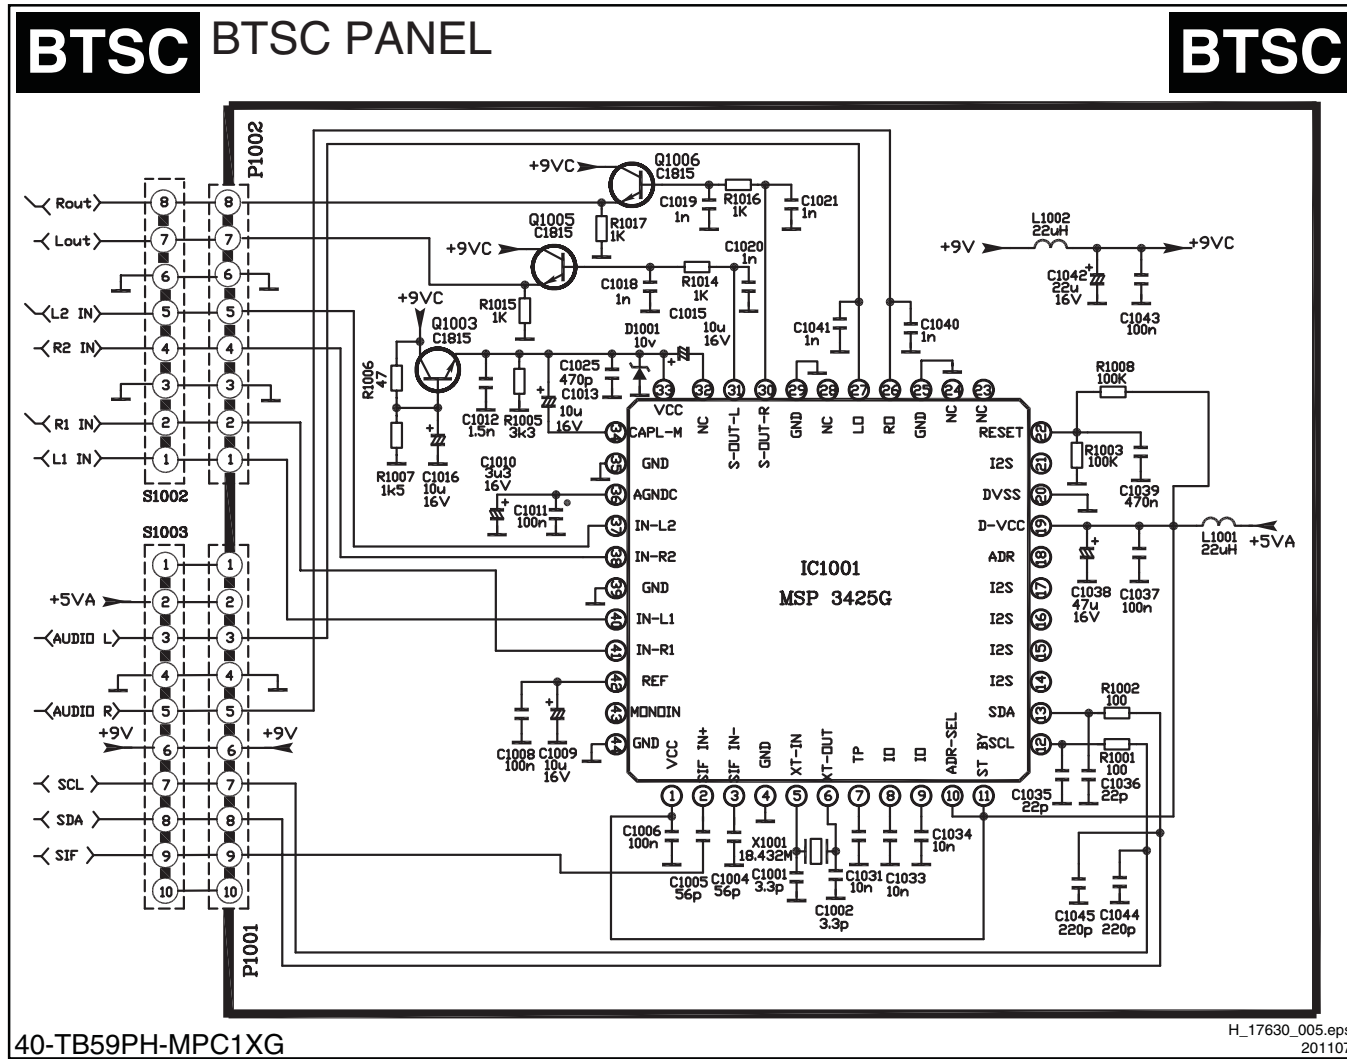 BTSC BTSC PANEL BTSC
P1002
Rout 8 8
Lout 7 7
6 6
L2 IN 5 5
R2 IN 4 4
3 3
R1 IN 2 2
L1 IN 1 1
S1002
S1003
1 1
+5VA 2 2
AUDIO L 3 3
4 4
AUDIO R 5 5
+9V 6 6 +9V
SCL 7 7
SDA 8 8
SIF 9 9
10 10
P1001
+9VC
Q1006
C1815
R1017
1K
C1019
1n
R1016
1K
C1021
1n
+9VC
Q1005
C1815
R1015
1K
C1018
1n
R1014
1K
C1020
1n
+9VC
Q1003
C1815
R1006
47
R1007
1k5
C1016
10u
16V
C1012
1.5n
R1005
3k3
C1013
10u
16V
C1025
470p
D1001
10v
C1015
10u
16V
C1041
1n
C1040
1n
+9V
L1002
22uH
+9VC
C1042
22u
16V
C1043
100n
R1008
100K
R1003
100K
C1039
470n
L1001
22uH
+5VA
C1038
47u
16V
C1037
100n
C1010
3u3
16V
C1011
100n
C1008
100n
C1009
10u
16V
IC1001
MSP 3425G
33 VCC
32 NC
31 S-OUT-L
30 S-OUT-R
29 GND
28 NC
27 LO
26 RO
25 GND
24 NC
23 NC
34 CAPL-M
35 GND
36 AGNDC
37 IN-L2
38 IN-R2
39 GND
40 IN-L1
41 IN-R1
42 REF
43 MONOIN
44 GND
RESET 22
I2S 21
DVSS 20
D-VCC 19
ADR 18
I2S 17
I2S 16
I2S 15
I2S 14
SDA 13
SCL 12
VCC 1
SIF IN+ 2
SIF IN- 3
GND 4
XT-IN 5
XT-OUT 6
TP 7
IO 8
IO 9
ADR-SEL 10
ST BY 11
R1002
100
R1001
100
C1035
22p
C1036
22p
C1006
100n
C1005
56p
C1004
56p
X1001
18.432M
C1001
3.3p
C1002
3.3p
C1031
10n
C1033
10n
C1034
10n
C1045
220p
C1044
220p
40-TB59PH-MPC1XG
H_17630_005.eps
201107